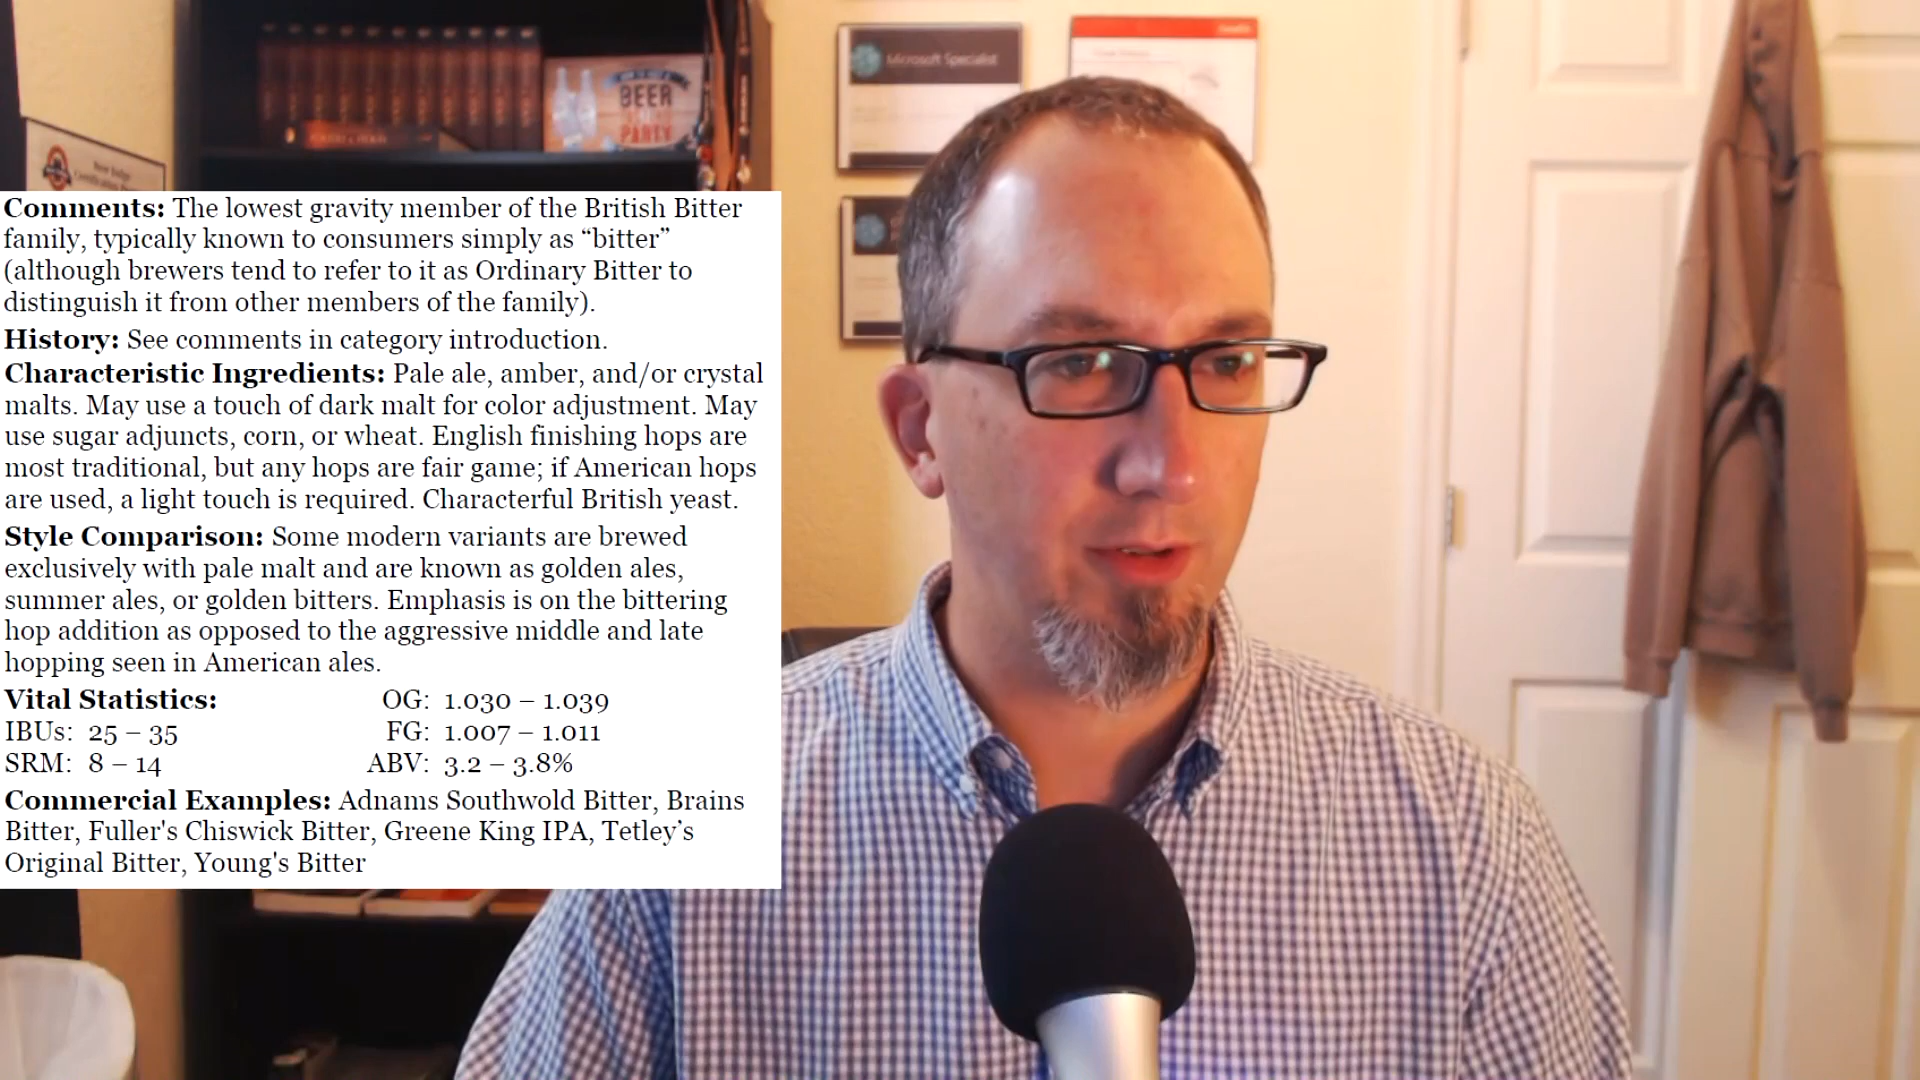 Microsoft Specialist
BEER
PARTY
Comments: The lowest gravity member of the British Bitter
family, typically known to consumers simply as “bitter”
(although brewers tend to refer to it as Ordinary Bitter to
distinguish it from other members of the family).
History: See comments in category introduction.
Characteristic Ingredients: Pale ale, amber, and/or crystal
malts. May use a touch of dark malt for color adjustment. May
use sugar adjuncts, corn, or wheat. English finishing hops are
most traditional, but any hops are fair game; if American hops
are used, a light touch is required. Characterful British yeast.
Style Comparison: Some modern variants are brewed
exclusively with pale malt and are known as golden ales,
summer ales, or golden bitters. Emphasis is on the bittering
hop addition as opposed to the aggressive middle and late
hopping seen in American ales.
Vital Statistics: OG: 1.030 – 1.039
IBUs: 25 – 35 FG: 1.007 – 1.011
SRM: 8 – 14 ABV: 3.2 – 3.8%
Commercial Examples: Adnams Southwold Bitter, Brains
Bitter, Fuller's Chiswick Bitter, Greene King IPA, Tetley’s
Original Bitter, Young's Bitter